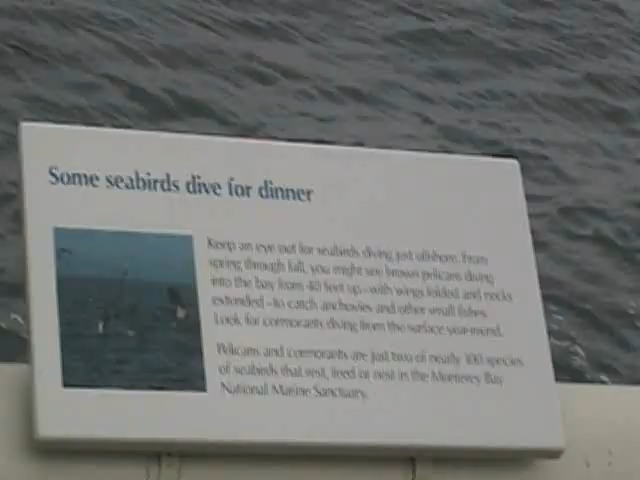 Some seabirds dive for dinner
Keep an eye out for seabirds diving just offshore. From
spring through fall, you might see brown pelicans diving
into the bay from 40 feet up—with wings folded and necks
extended—to catch anchovies and other small fishes.
Look for cormorants diving from the surface year-round.
Pelicans and cormorants are just two of nearly 100 species
of seabirds that visit, feed or nest in the Monterey Bay
National Marine Sanctuary.